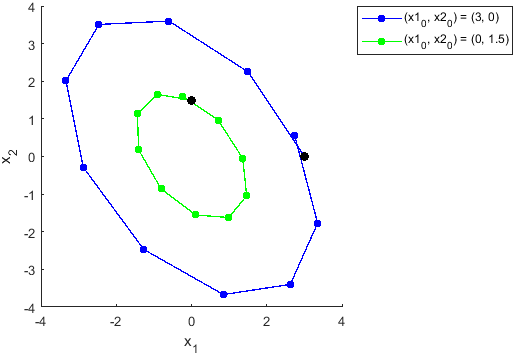 (x1₀, x2₀) = (3, 0)
(x1₀, x2₀) = (0, 1.5)
4
3
2
1
0
-1
-2
-3
-4
x₂
-4 -2 0 2 4
x₁